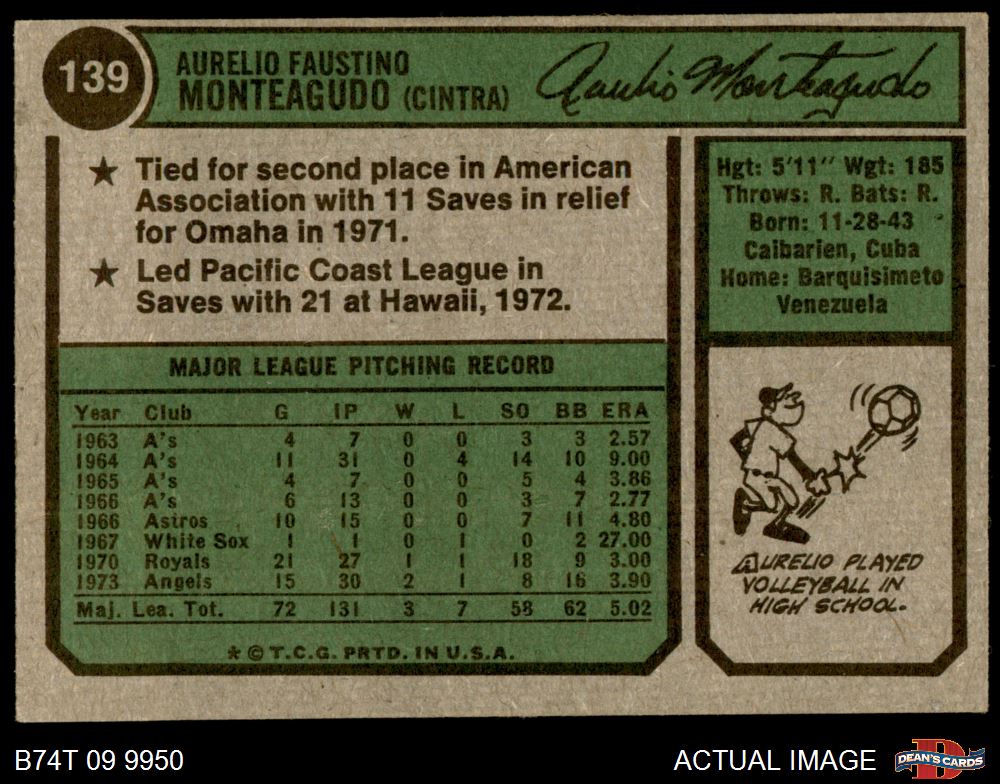 139
AURELIO FAUSTINO
MONTEAGUDO (CINTRA)
Aurelio Monteagudo
★ Tied for second place in American
Association with 11 Saves in relief
for Omaha in 1971.
★ Led Pacific Coast League in
Saves with 21 at Hawaii, 1972.
Hgt: 5'11" Wgt: 185
Throws: R. Bats: R.
Born: 11-28-43
Caibarien, Cuba
Home: Barquisimeto
Venezuela
MAJOR LEAGUE PITCHING RECORD
Year Club G IP W L SO BB ERA
1963 A's 4 7 0 0 3 3 2.57
1964 A's 11 31 0 4 14 10 9.00
1965 A's 4 7 0 0 5 4 3.86
1966 A's 6 13 0 0 3 7 2.77
1966 Astros 10 15 0 0 7 11 4.80
1967 White Sox 1 1 0 1 0 2 27.00
1970 Royals 21 27 1 1 18 9 3.00
1973 Angels 15 30 2 1 8 16 3.90
Maj. Lea. Tot. 72 131 3 7 58 62 5.02
* © T.C.G. PRTD. IN U.S.A.
AURELIO PLAYED
VOLLEYBALL IN
HIGH SCHOOL.
B74T 09 9950
ACTUAL IMAGE
D
DEAN'S CARDS